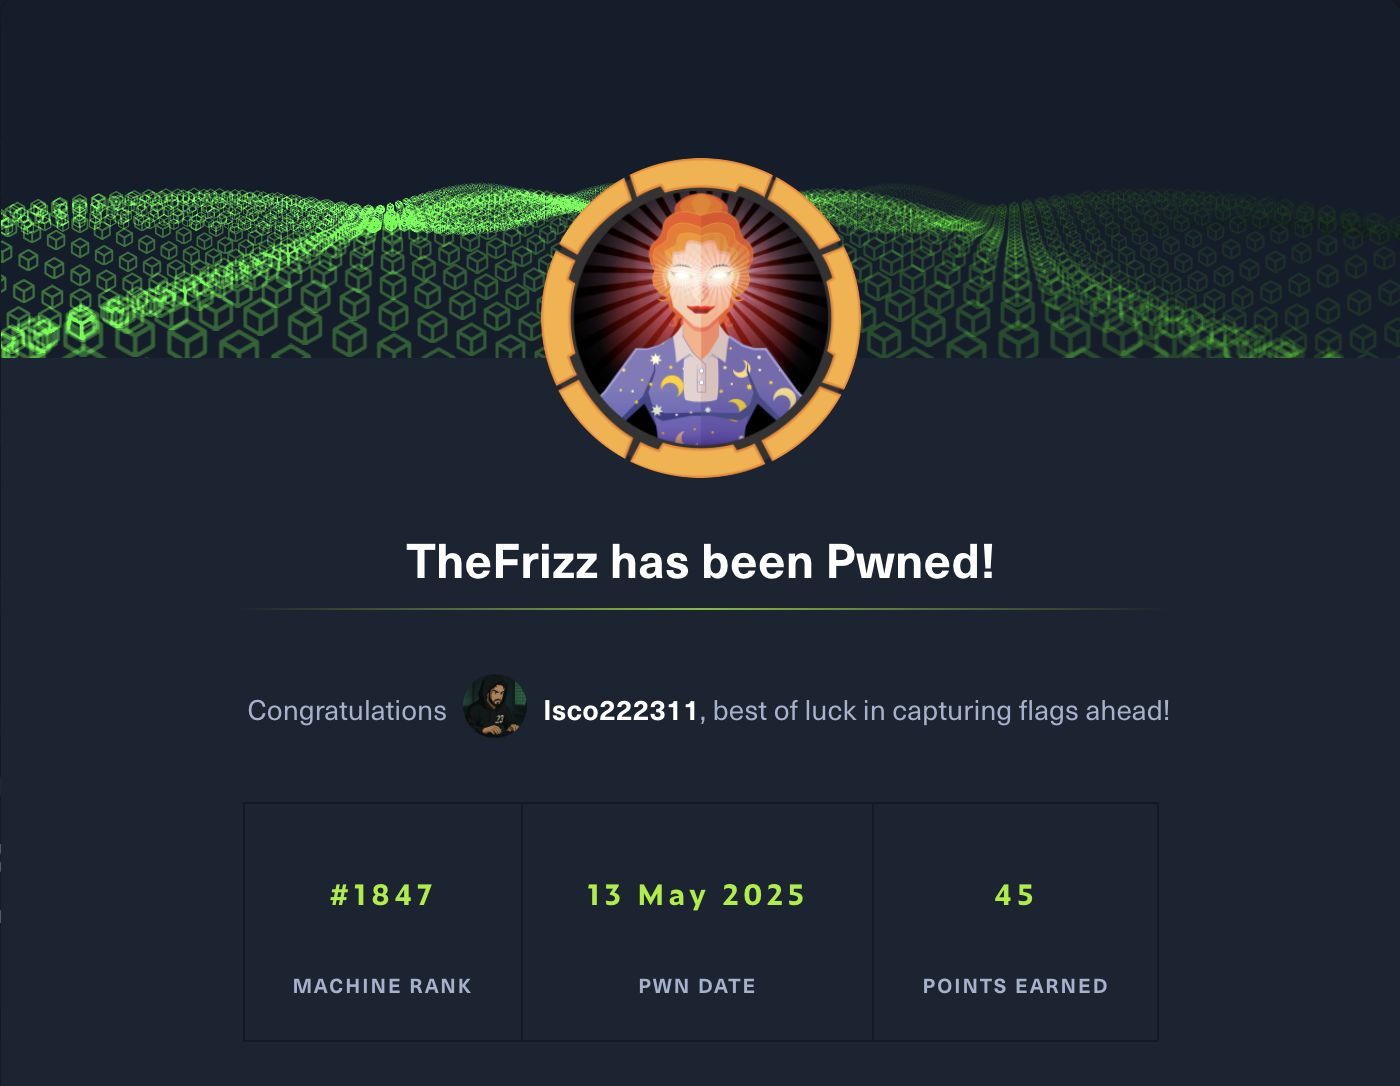 TheFrizz has been Pwned!
Congratulations lsco222311, best of luck in capturing flags ahead!
#1847 13 May 2025 45
MACHINE RANK PWN DATE POINTS EARNED